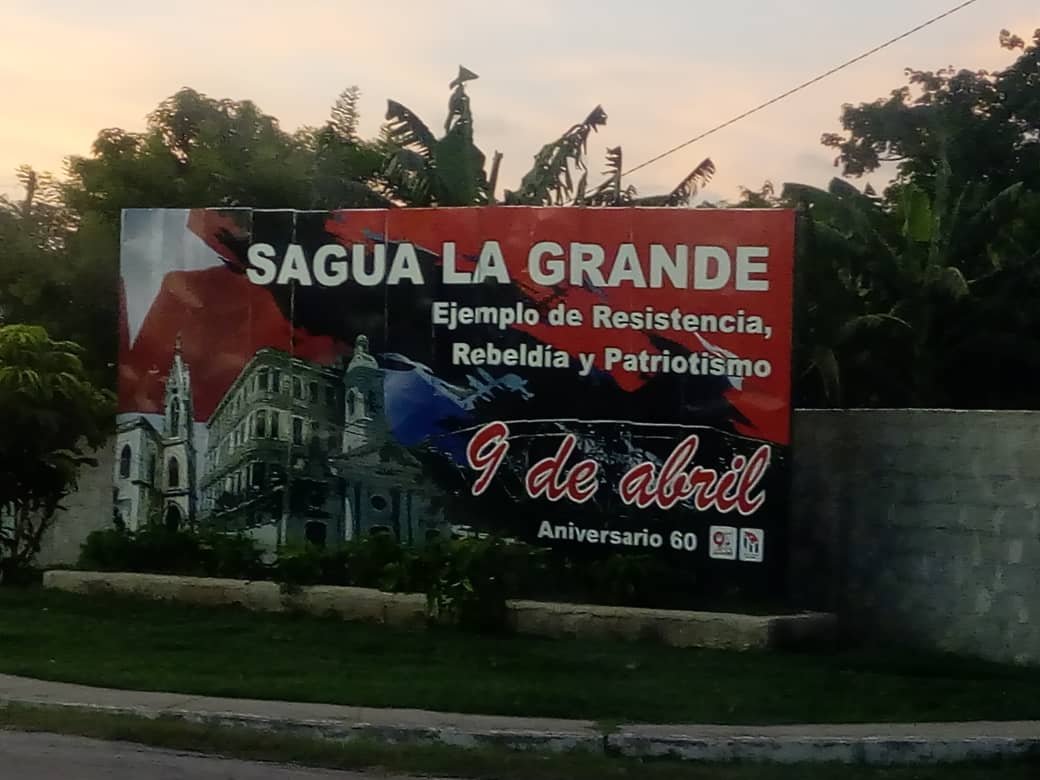 SAGUA LA GRANDE
Ejemplo de Resistencia,
Rebeldía y Patriotismo
9 de abril
Aniversario 60